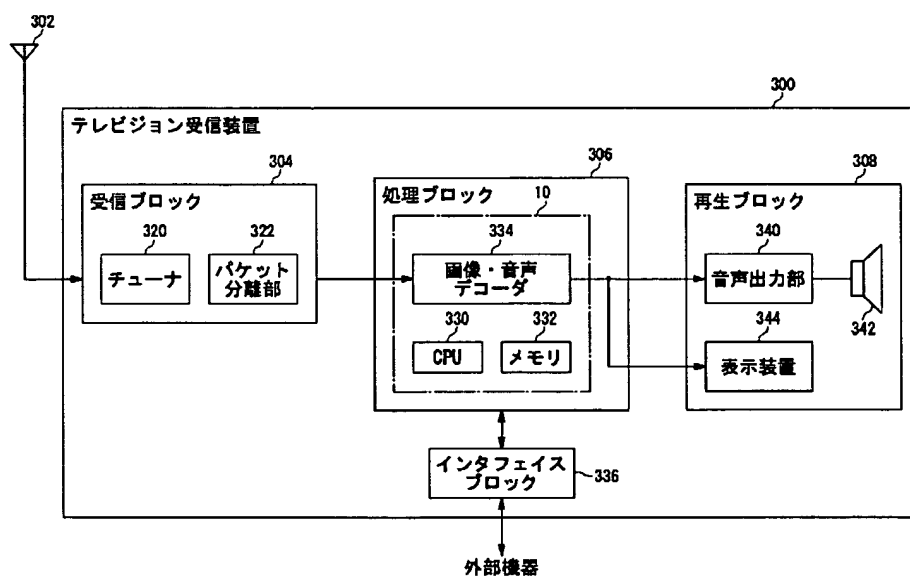 302
300
テレビジョン受信装置
304
受信ブロック
320
チューナ
322
パケット
分離部
306
処理ブロック
10
334
画像・音声
デコーダ
330
CPU
332
メモリ
308
再生ブロック
340
音声出力部
342
344
表示装置
インタフェイス
ブロック
336
外部機器